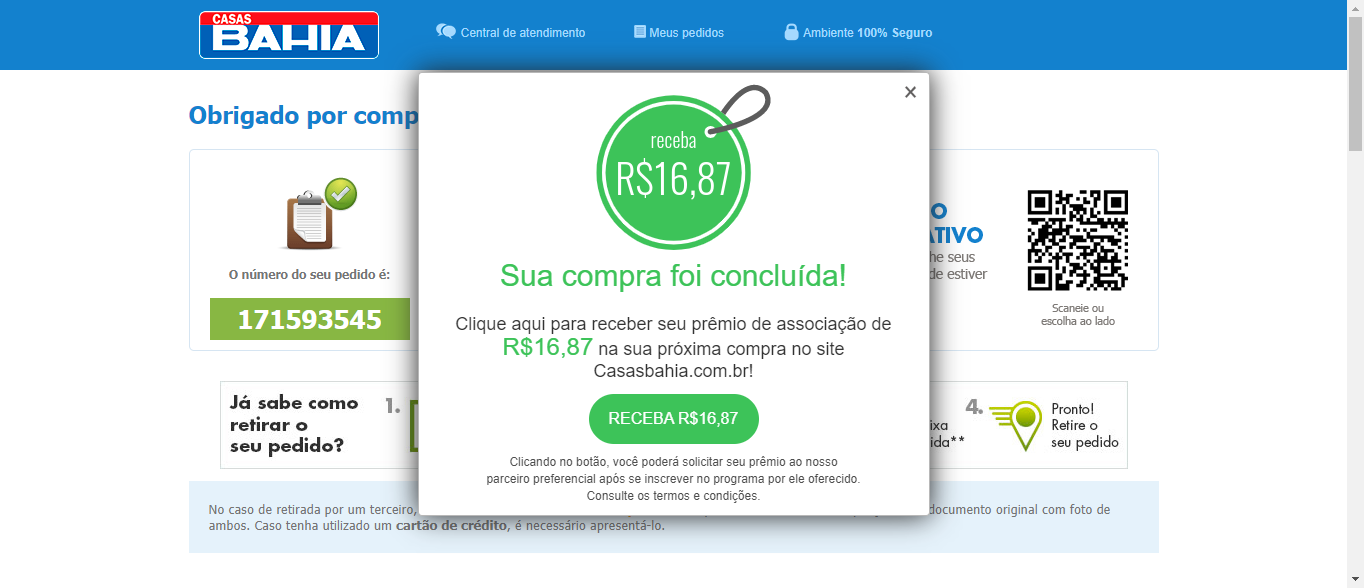 CASAS
BAHIA
Central de atendimento
Meus pedidos
Ambiente 100% Seguro
Obrigado por comp
O número do seu pedido é:
171593545
receba
R$16,87
Sua compra foi concluída!
Clique aqui para receber seu prêmio de associação de
R$16,87 na sua próxima compra no site
Casasbahia.com.br!
RECEBA R$16,87
Clicando no botão, você poderá solicitar seu prêmio ao nosso
parceiro preferencial após se inscrever no programa por ele oferecido.
Consulte os termos e condições.
O
ATIVO
he seus
de estiver
Scaneie ou
escolha ao lado
Já sabe como
retirar o
seu pedido?
1.
ixa
ida**
4.
Pronto!
Retire o
seu pedido
No caso de retirada por um terceiro, documento original com foto de
ambos. Caso tenha utilizado um cartão de crédito, é necessário apresentá-lo.